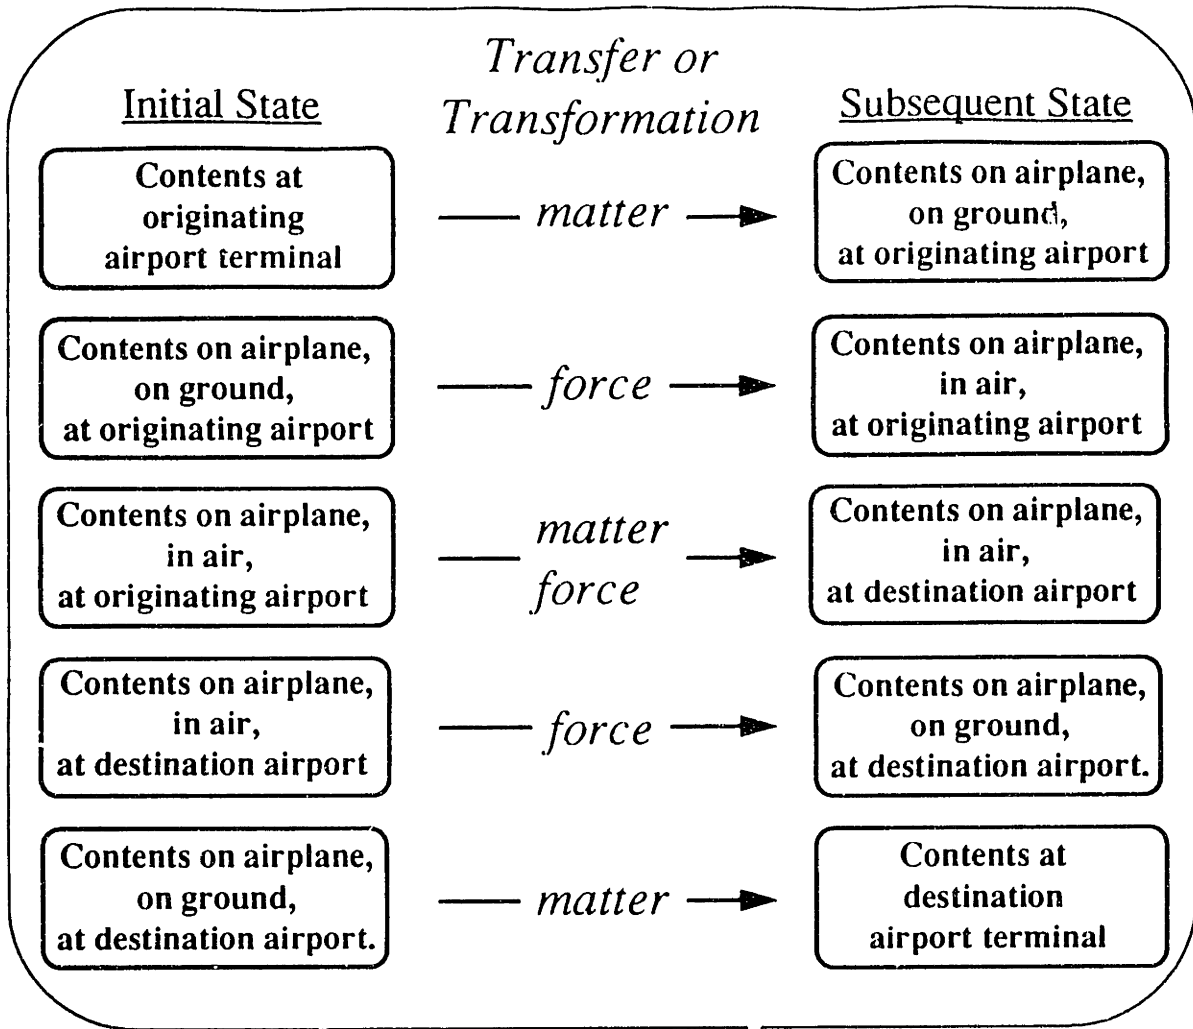 Transfer or
Initial State
Transformation
Subsequent State
Contents at
originating
airport terminal
matter
Contents on airplane,
on ground,
at originating airport
Contents on airplane,
on ground,
at originating airport
force
Contents on airplane,
in air,
at originating airport
Contents on airplane,
in air,
at originating airport
matter
force
Contents on airplane,
in air,
at destination airport
Contents on airplane,
in air,
at destination airport
force
Contents on airplane,
on ground,
at destination airport.
Contents on airplane,
on ground,
at destination airport.
matter
Contents at
destination
airport terminal